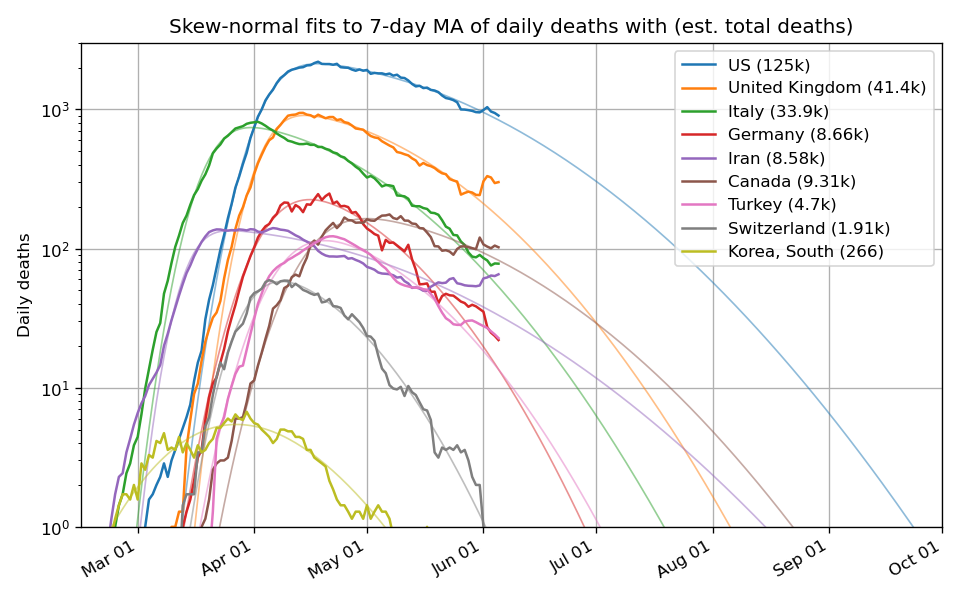 Skew-normal fits to 7-day MA of daily deaths with (est. total deaths)
Daily deaths
10³
10²
10¹
10⁰
US (125k)
United Kingdom (41.4k)
Italy (33.9k)
Germany (8.66k)
Iran (8.58k)
Canada (9.31k)
Turkey (4.7k)
Switzerland (1.91k)
Korea, South (266)
Mar 01
Apr 01
May 01
Jun 01
Jul 01
Aug 01
Sep 01
Oct 01